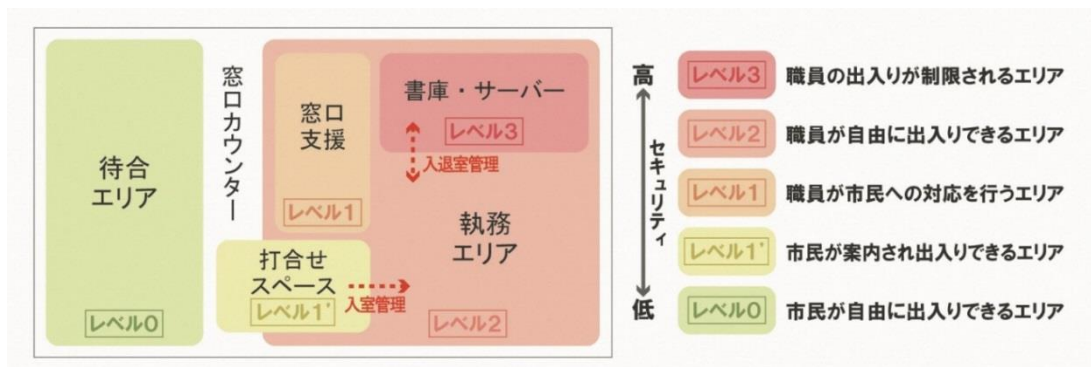 待合
エリア
レベル0
窓口カウンター
窓口
支援
レベル1
書庫・サーバー
レベル3
入退室管理
執務
エリア
レベル2
打合せ
スペース
レベル1'
入室管理
高
セキュリティ
低
レベル3
職員の出入りが制限されるエリア
レベル2
職員が自由に出入りできるエリア
レベル1
職員が市民への対応を行うエリア
レベル1'
市民が案内され出入りできるエリア
レベル0
市民が自由に出入りできるエリア